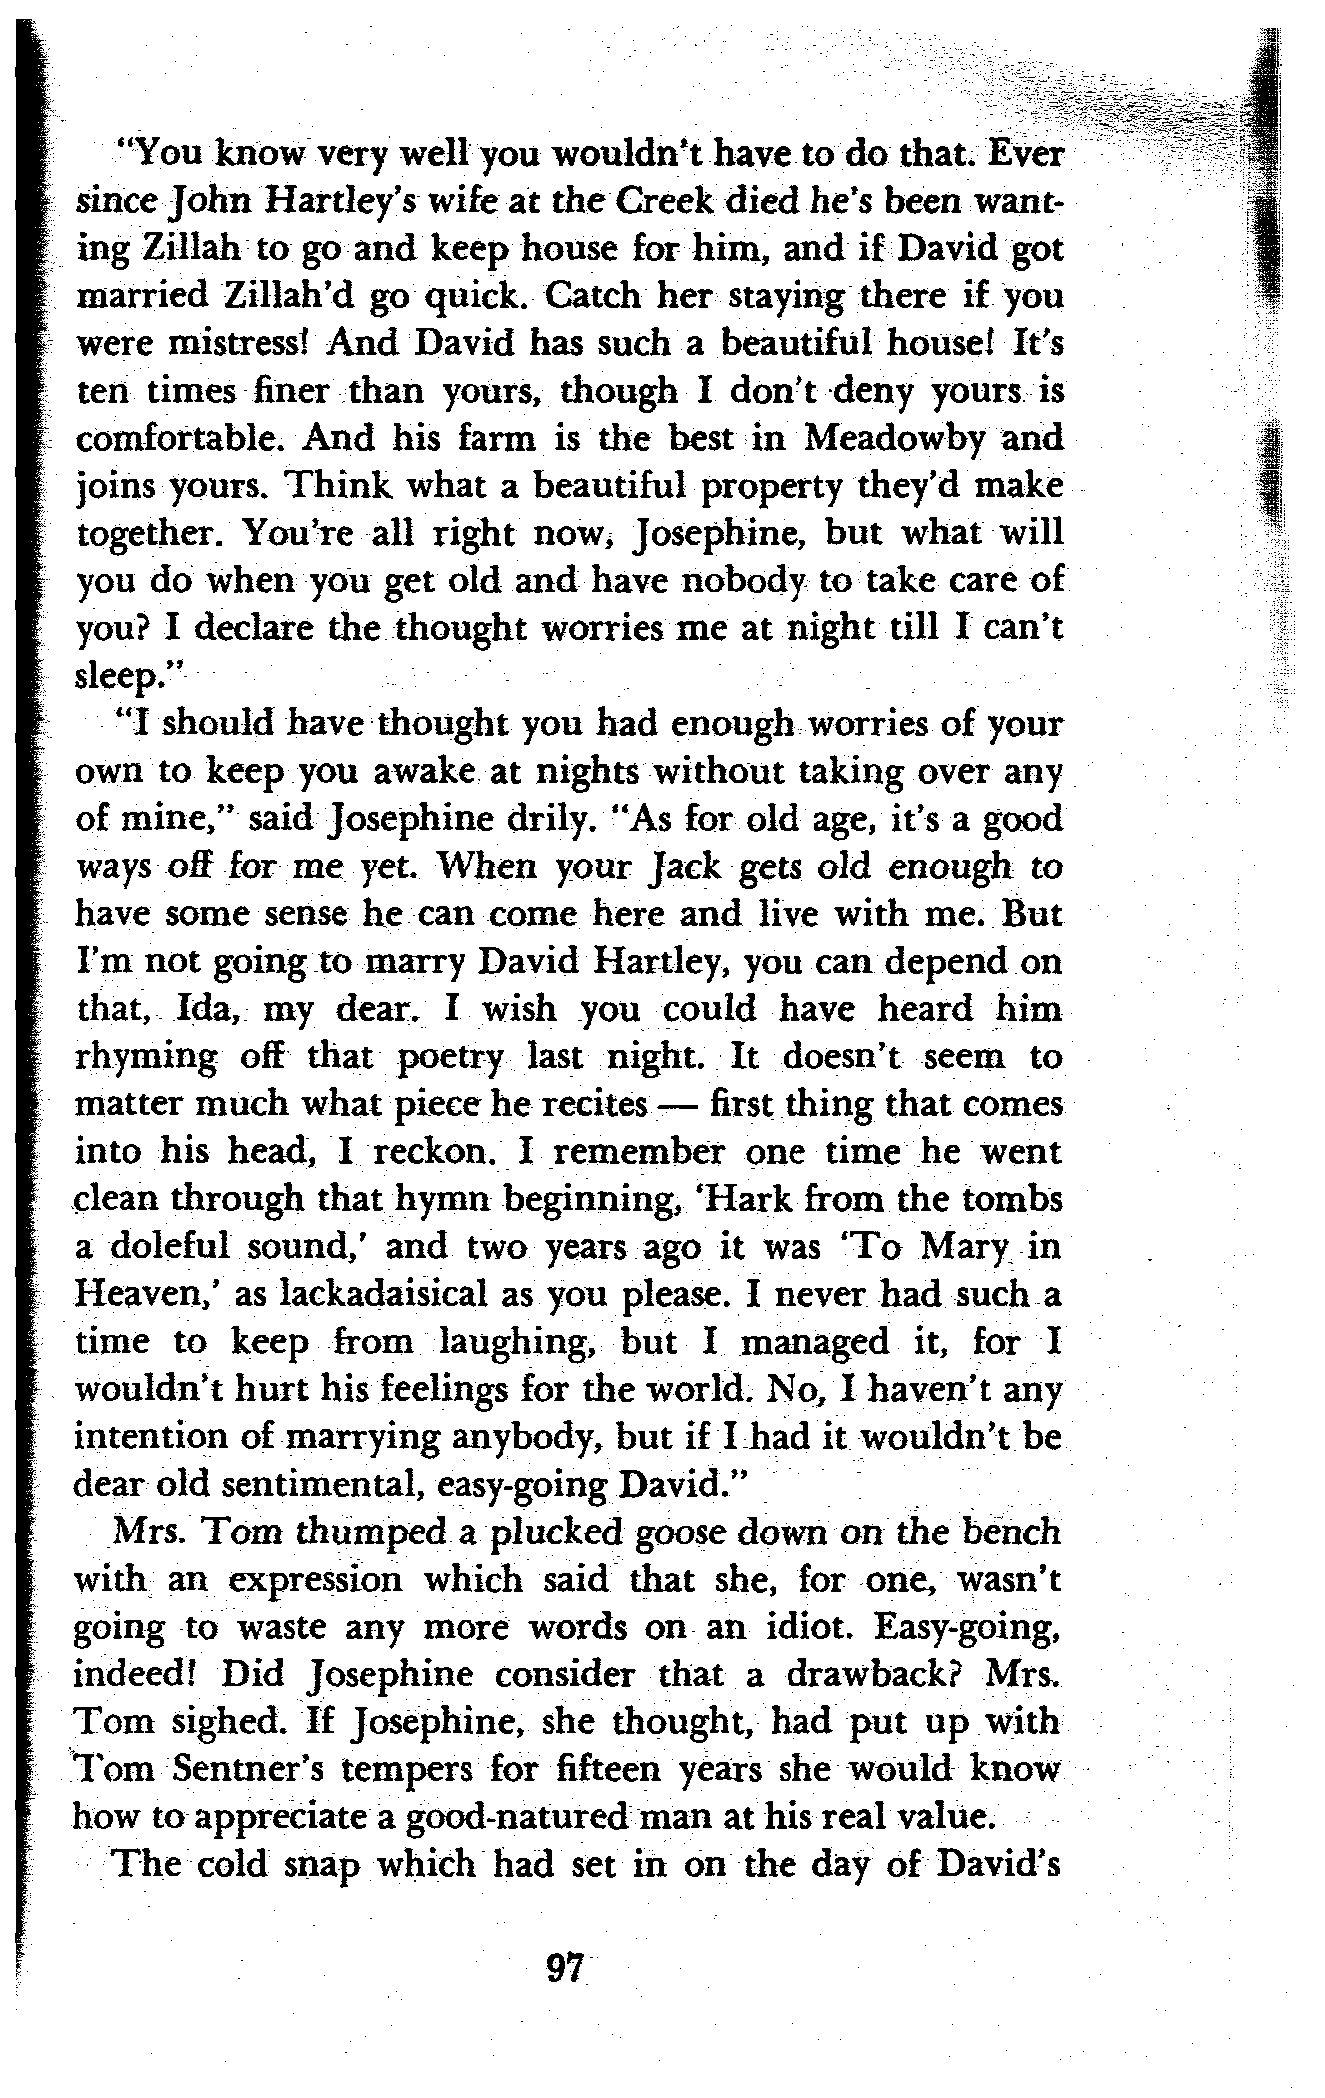 “You know very well you wouldn't have to do that. Ever
since John Hartley's wife at the Creek died he's been want-
ing Zillah to go and keep house for him, and if David got
married Zillah'd go quick. Catch her staying there if you
were mistress! And David has such a beautiful house! It's
ten times finer than yours, though I don't deny yours is
comfortable. And his farm is the best in Meadowby and
joins yours. Think what a beautiful property they'd make
together. You're all right now, Josephine, but what will
you do when you get old and have nobody to take care of
you? I declare the thought worries me at night till I can't
sleep.”
“I should have thought you had enough worries of your
own to keep you awake at nights without taking over any
of mine,” said Josephine drily. “As for old age, it's a good
ways off for me yet. When your Jack gets old enough to
have some sense he can come here and live with me. But
I'm not going to marry David Hartley, you can depend on
that, Ida, my dear. I wish you could have heard him
rhyming off that poetry last night. It doesn't seem to
matter much what piece he recites — first thing that comes
into his head, I reckon. I remember one time he went
clean through that hymn beginning, ‘Hark from the tombs
a doleful sound,’ and two years ago it was ‘To Mary in
Heaven,’ as lackadaisical as you please. I never had such a
time to keep from laughing, but I managed it, for I
wouldn't hurt his feelings for the world. No, I haven't any
intention of marrying anybody, but if I had it wouldn't be
dear old sentimental, easy-going David.”
Mrs. Tom thumped a plucked goose down on the bench
with an expression which said that she, for one, wasn't
going to waste any more words on an idiot. Easy-going,
indeed! Did Josephine consider that a drawback? Mrs.
Tom sighed. If Josephine, she thought, had put up with
Tom Sentner's tempers for fifteen years she would know
how to appreciate a good-natured man at his real value.
The cold snap which had set in on the day of David's
97